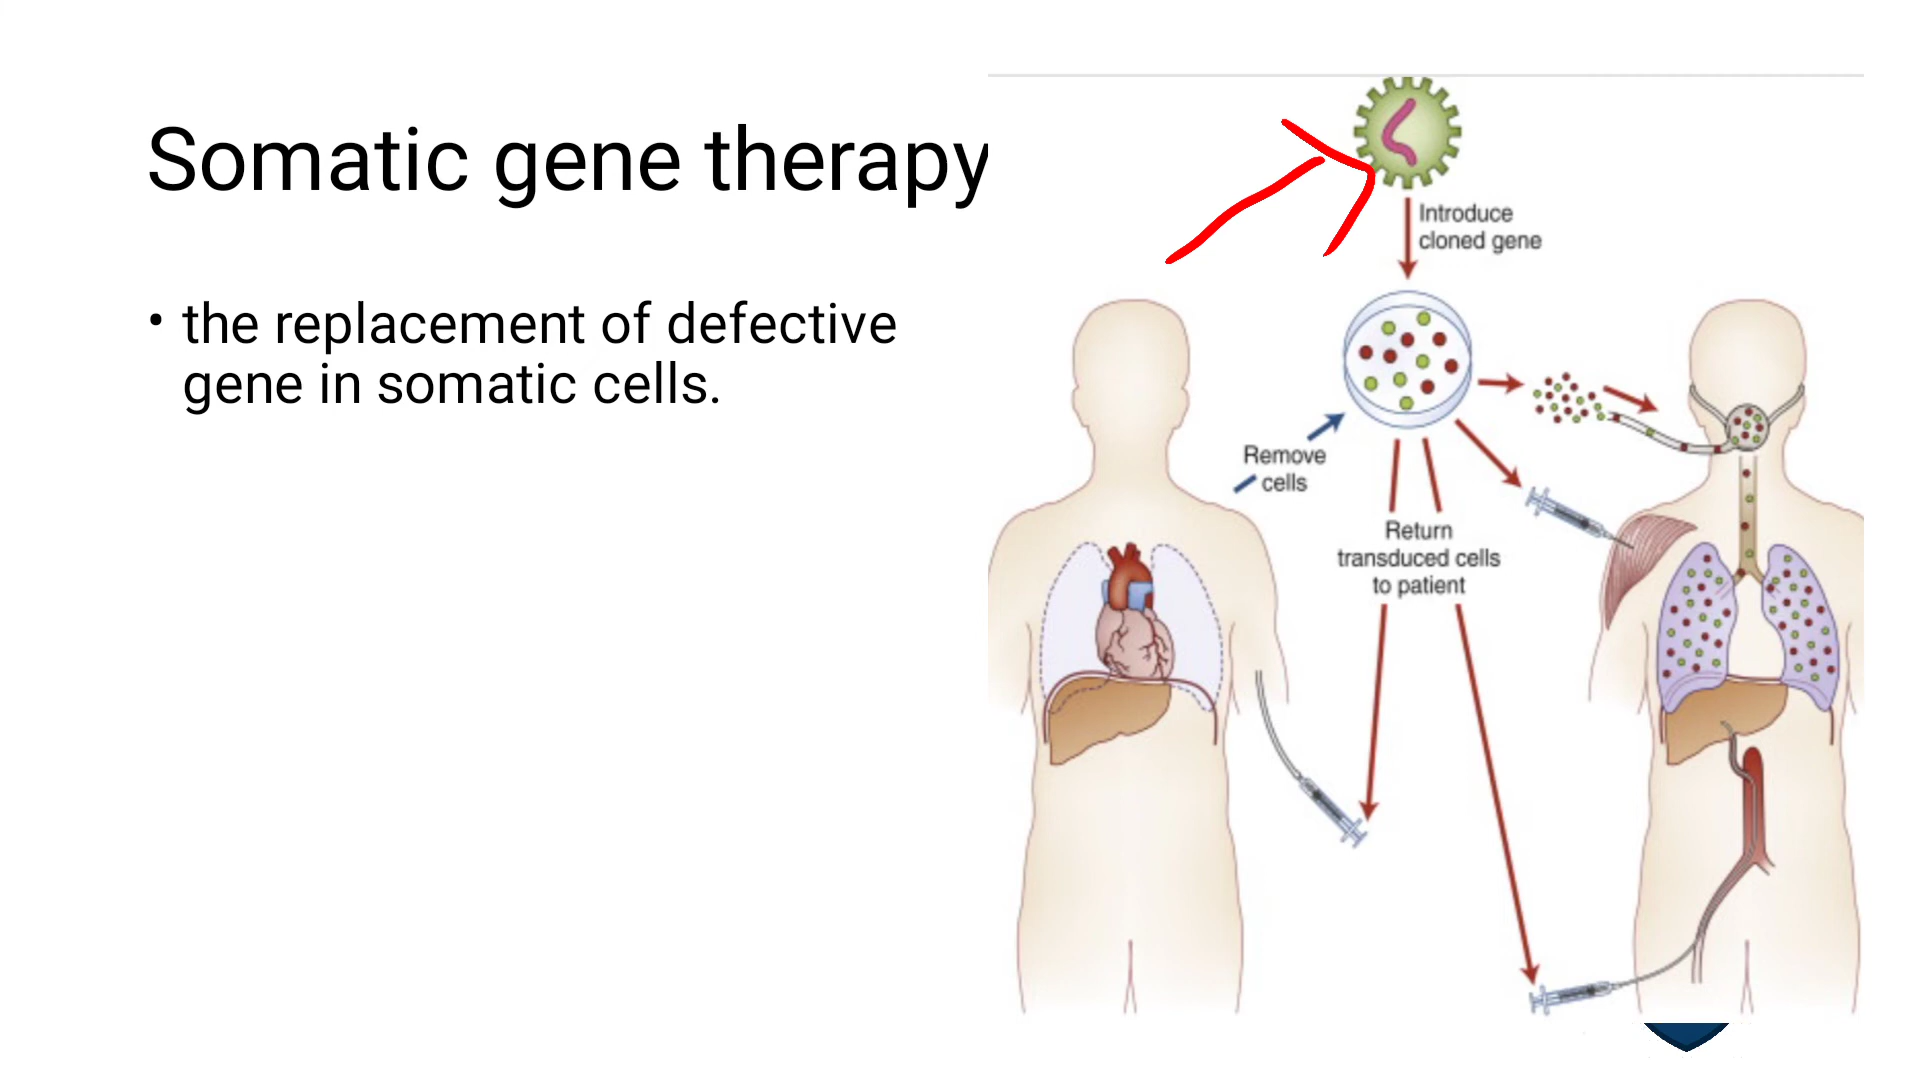 Somatic gene therapy
• the replacement of defective
gene in somatic cells.
Introduce
cloned gene
Remove
cells
Return
transduced cells
to patient